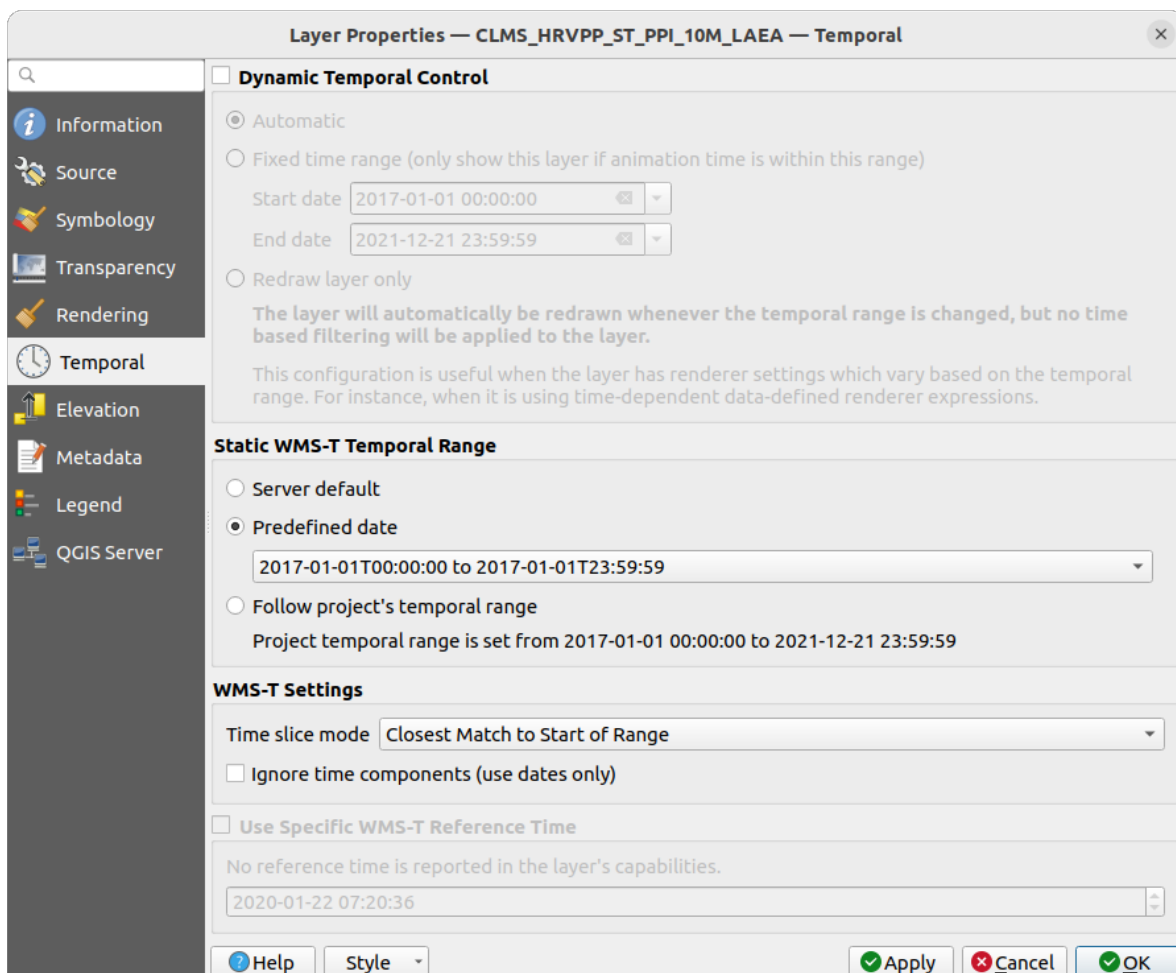 Layer Properties — CLMS_HRVPP_ST_PPI_10M_LAEA — Temporal
Information
Source
Symbology
Transparency
Rendering
Temporal
Elevation
Metadata
Legend
QGIS Server
Dynamic Temporal Control
Automatic
Fixed time range (only show this layer if animation time is within this range)
Start date 2017-01-01 00:00:00
End date 2021-12-21 23:59:59
Redraw layer only
The layer will automatically be redrawn whenever the temporal range is changed, but no time
based filtering will be applied to the layer.
This configuration is useful when the layer has renderer settings which vary based on the temporal
range. For instance, when it is using time-dependent data-defined renderer expressions.
Static WMS-T Temporal Range
Server default
Predefined date
2017-01-01T00:00:00 to 2017-01-01T23:59:59
Follow project's temporal range
Project temporal range is set from 2017-01-01 00:00:00 to 2021-12-21 23:59:59
WMS-T Settings
Time slice mode Closest Match to Start of Range
Ignore time components (use dates only)
Use Specific WMS-T Reference Time
No reference time is reported in the layer's capabilities.
2020-01-22 07:20:36
Help Style Apply Cancel OK